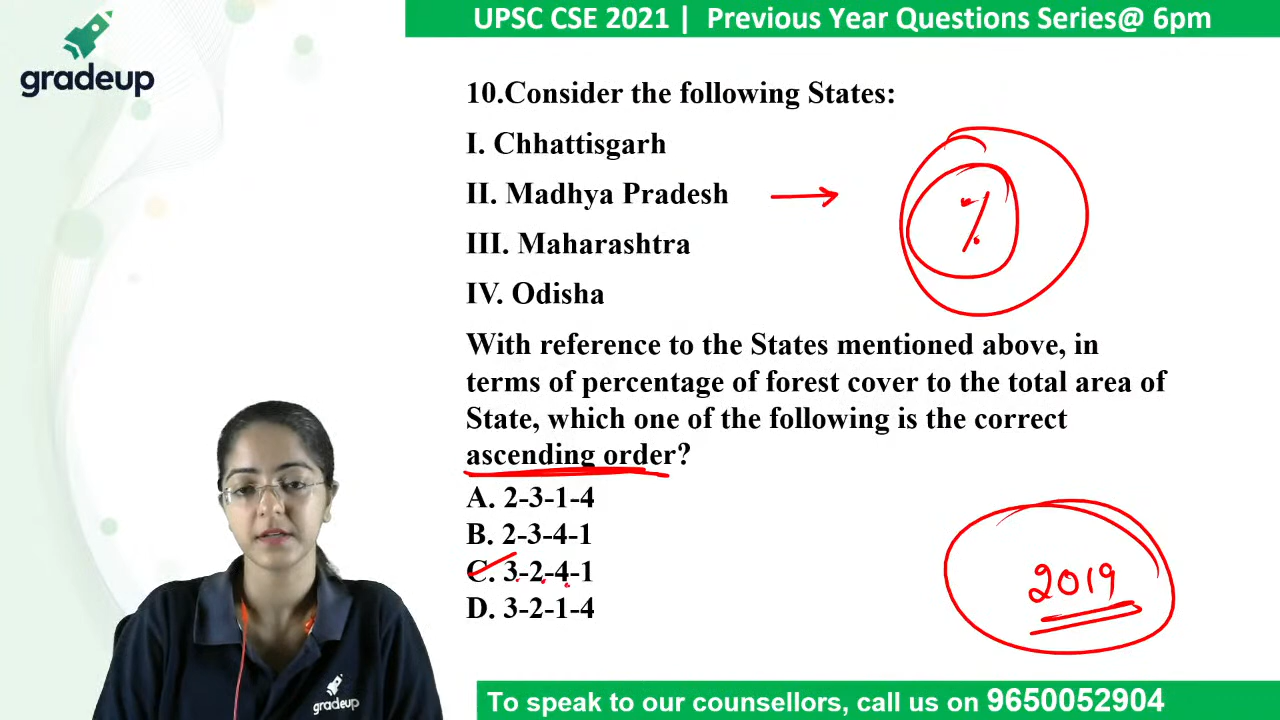 UPSC CSE 2021 | Previous Year Questions Series@ 6pm
gradeup
10.Consider the following States:
I. Chhattisgarh
II. Madhya Pradesh
%
III. Maharashtra
IV. Odisha
With reference to the States mentioned above, in
terms of percentage of forest cover to the total area of
State, which one of the following is the correct
ascending order?
A. 2-3-1-4
B. 2-3-4-1
C. 3-2-4-1
D. 3-2-1-4
2019
gradeup
To speak to our counsellors, call us on 9650052904